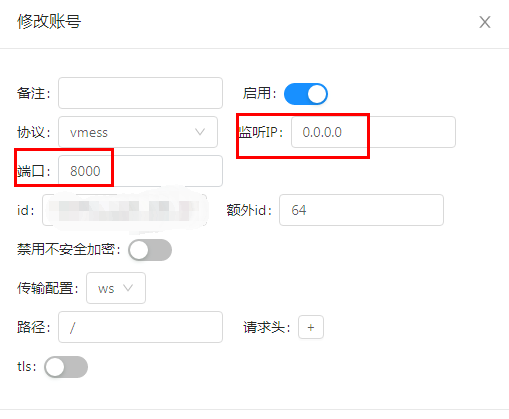 修改账号
备注: 启用:
协议: vmess 监听IP: 0.0.0.0
端口: 8000
id: 额外id: 64
禁用不安全加密:
传输配置: ws
路径: / 请求头: +
tls: